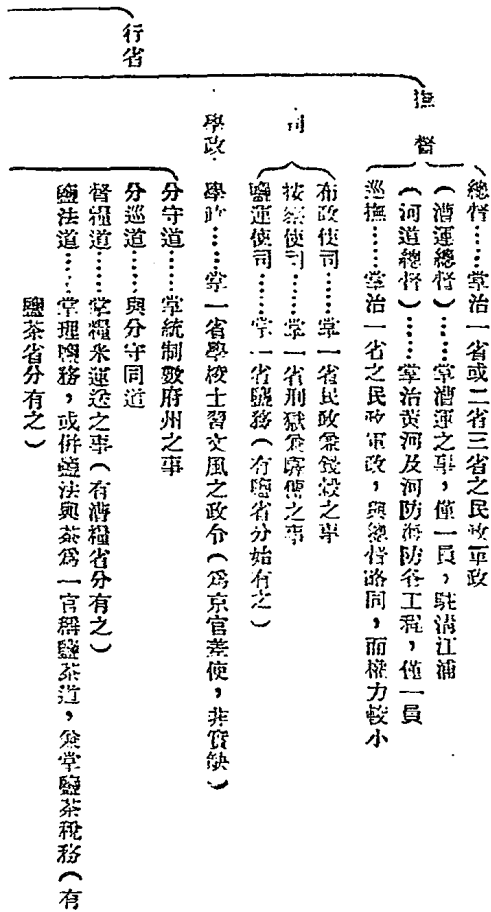 行省
督撫
總督……掌治一省或二省三省之民政軍政
(漕運總督)……掌漕運之事，僅一員，駐淸江浦
(河道總督)……掌治黃河及河防海防各工程，僅一員
巡撫……掌治一省之民政軍政，與總督略同，而權力較小
司
布政使司……掌一省民政兼錢穀之事
按察使司……掌一省刑獄兼驛傳之事
鹽運使司……掌一省鹽務(有鹽省分始有之)
學政
學政……掌一省學校士習文風之政令(爲京官差使，非實缺)
分守道……掌統制數府州之事
分巡道……與分守同道
督糧道……掌糧米運送之事(有漕糧省分有之)
鹽法道……掌理鹽務，或併鹽法與茶爲一官稱鹽茶道，兼掌鹽茶稅務(有
鹽茶省分有之)